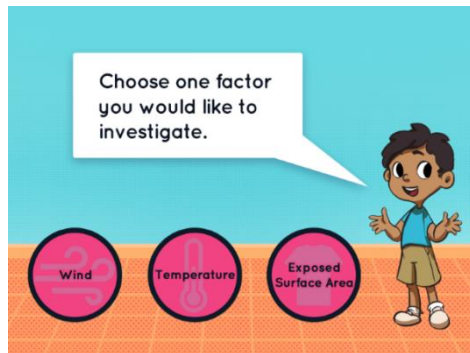 Choose one factor
you would like to
investigate.
Wind
Temperature
Exposed
Surface Area